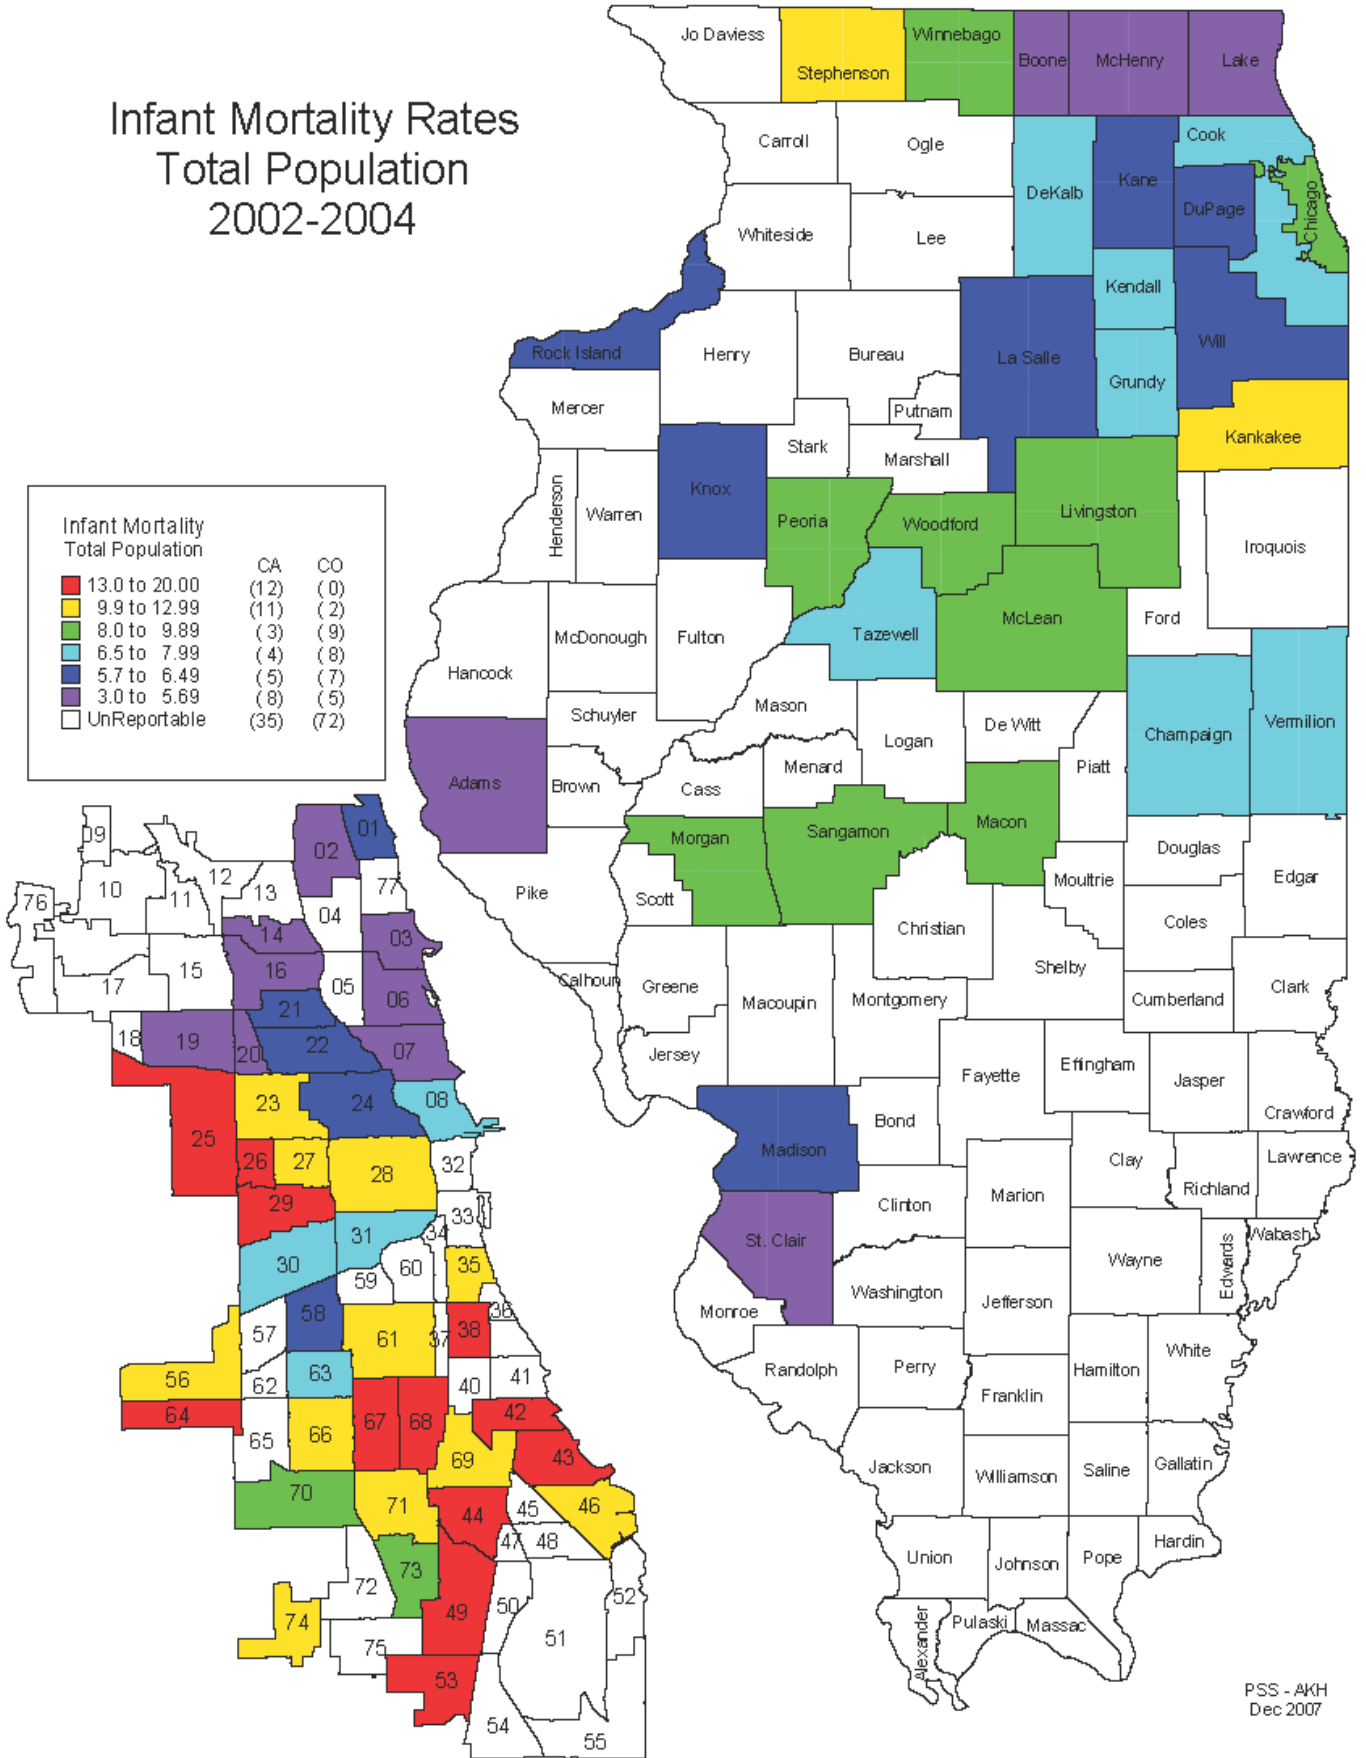 Infant Mortality Rates
Total Population
2002-2004
Jo Daviess
Stephenson
Winnebago
Boone
McHenry
Lake
Carroll
Ogle
DeKalb
Kane
Cook
DuPage
Chicago
Whiteside
Lee
Kendall
Will
Rock Island
Henry
Bureau
La Salle
Grundy
Mercer
Putnam
Kankakee
Stark
Marshall
Knox
Henderson
Warren
Peoria
Woodford
Livingston
Iroquois
McDonough
Fulton
Tazewell
McLean
Ford
Hancock
Schuyler
Mason
Logan
De Witt
Champaign
Vermilion
Piatt
Adams
Brown
Cass
Menard
Morgan
Sangamon
Macon
Douglas
Moultrie
Edgar
Pike
Scott
Christian
Coles
Shelby
Calhoun
Greene
Macoupin
Montgomery
Cumberland
Clark
Jersey
Fayette
Effingham
Jasper
Crawford
Bond
Madison
Clay
Lawrence
Richland
Clinton
Marion
St. Clair
Wayne
Edwards
Wabash
Washington
Jefferson
Monroe
Randolph
Perry
Franklin
Hamilton
White
Jackson
Williamson
Saline
Gallatin
Union
Johnson
Pope
Hardin
Alexander
Pulaski
Massac
Infant Mortality
Total Population
CA CO
13.0 to 20.00 (12) ( 0)
9.9 to 12.99 (11) ( 2)
8.0 to 9.89 ( 3) ( 9)
6.5 to 7.99 ( 4) ( 8)
5.7 to 6.49 ( 5) ( 7)
3.0 to 5.69 ( 8) ( 5)
UnReportable (35) (72)
09
01
02
12
77
10
11
13
76
04
14
03
15
16
17
05
06
21
18
19
20
22
07
23
24
08
25
26
27
28
32
29
31
33
34
30
59
60
35
58
57
61
37
38
36
56
62
63
40
41
64
65
66
67
68
42
69
43
70
71
44
45
46
47
48
72
73
49
50
51
52
74
75
53
54
55
PSS - AKH
Dec 2007